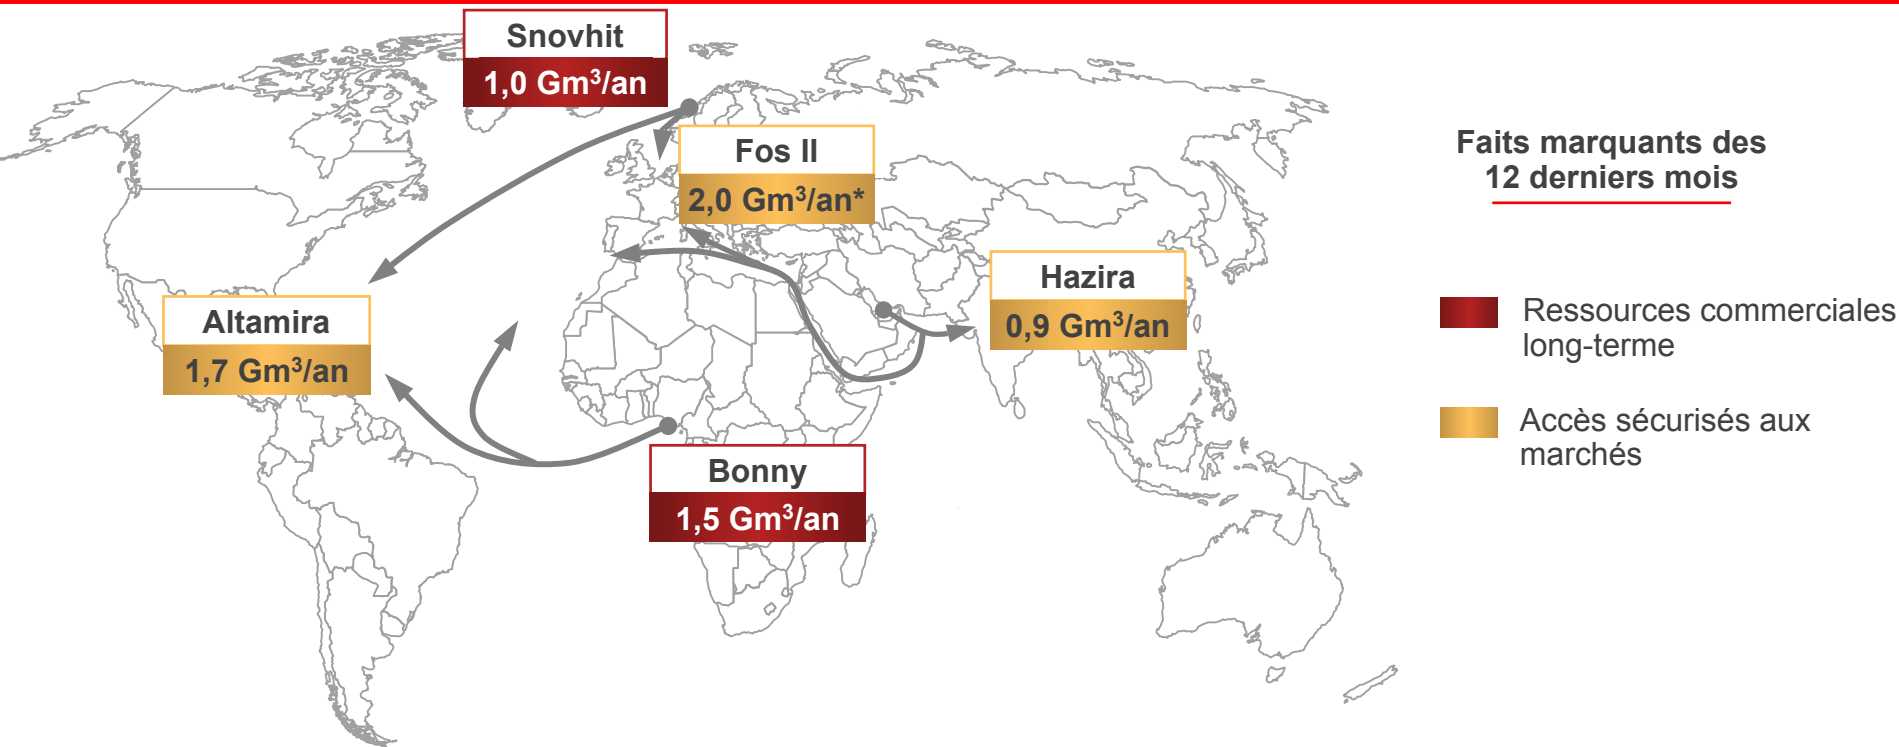 Snovhit
1,0 Gm³/an
Fos II
2,0 Gm³/an*
Hazira
0,9 Gm³/an
Altamira
1,7 Gm³/an
Bonny
1,5 Gm³/an
Faits marquants des
12 derniers mois
Ressources commerciales
long-terme
Accès sécurisés aux
marchés